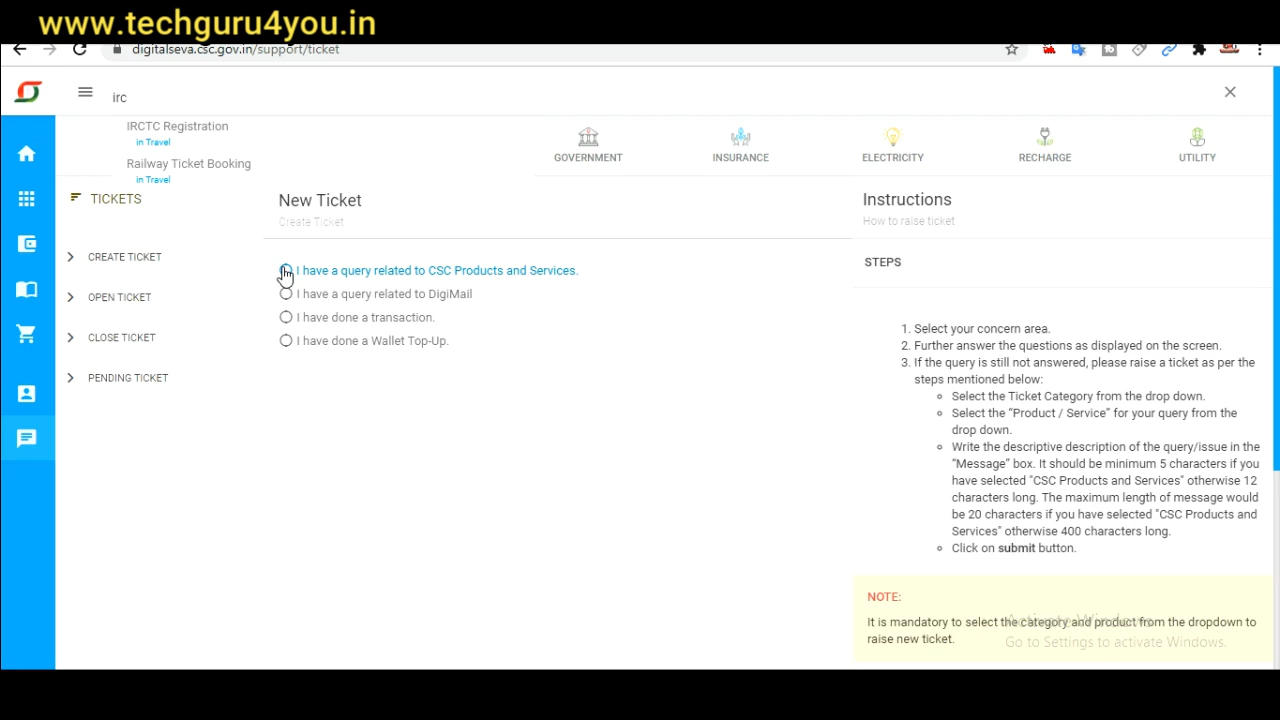 www.techguru4you.in
digitalseva.csc.gov.in/support/ticket
irc
IRCTC Registration
in Travel
Railway Ticket Booking
in Travel
GOVERNMENT
INSURANCE
ELECTRICITY
RECHARGE
UTILITY
TICKETS
CREATE TICKET
OPEN TICKET
CLOSE TICKET
PENDING TICKET
New Ticket
Create Ticket
I have a query related to CSC Products and Services.
I have a query related to DigiMail
I have done a transaction.
I have done a Wallet Top-Up.
Instructions
How to raise ticket
STEPS
1. Select your concern area.
2. Further answer the questions as displayed on the screen.
3. If the query is still not answered, please raise a ticket as per the
steps mentioned below:
Select the Ticket Category from the drop down.
Select the “Product / Service” for your query from the
drop down.
Write the descriptive description of the query/issue in the
“Message” box. It should be minimum 5 characters if you
have selected "CSC Products and Services" otherwise 12
characters long. The maximum length of message would
be 20 characters if you have selected "CSC Products and
Services" otherwise 400 characters long.
Click on submit button.
NOTE:
It is mandatory to select the category and product from the dropdown to
raise new ticket.
Activate Windows
Go to Settings to activate Windows.